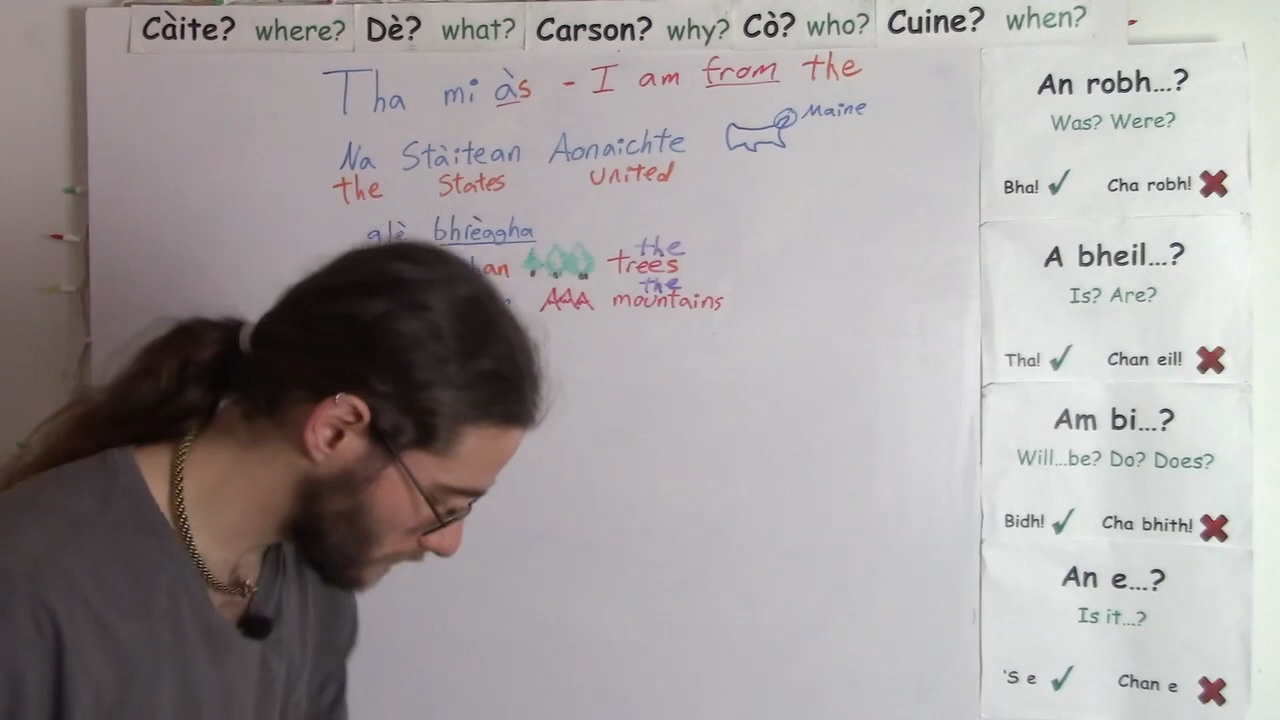 Càite? where? Dè? what? Carson? why? Cò? who? Cuine? when?
Tha mi às - I am from the
Maine
Na Stàitean Aonaichte
the States United
glè bhrèagha
the
trees
the
mountains
An robh...?
Was? Were?
Bha! ✓ Cha robh! ✗
A bheil...?
Is? Are?
Tha! ✓ Chan eil! ✗
Am bi...?
Will...be? Do? Does?
Bidh! ✓ Cha bhith! ✗
An e...?
Is it...?
'S e ✓ Chan e ✗